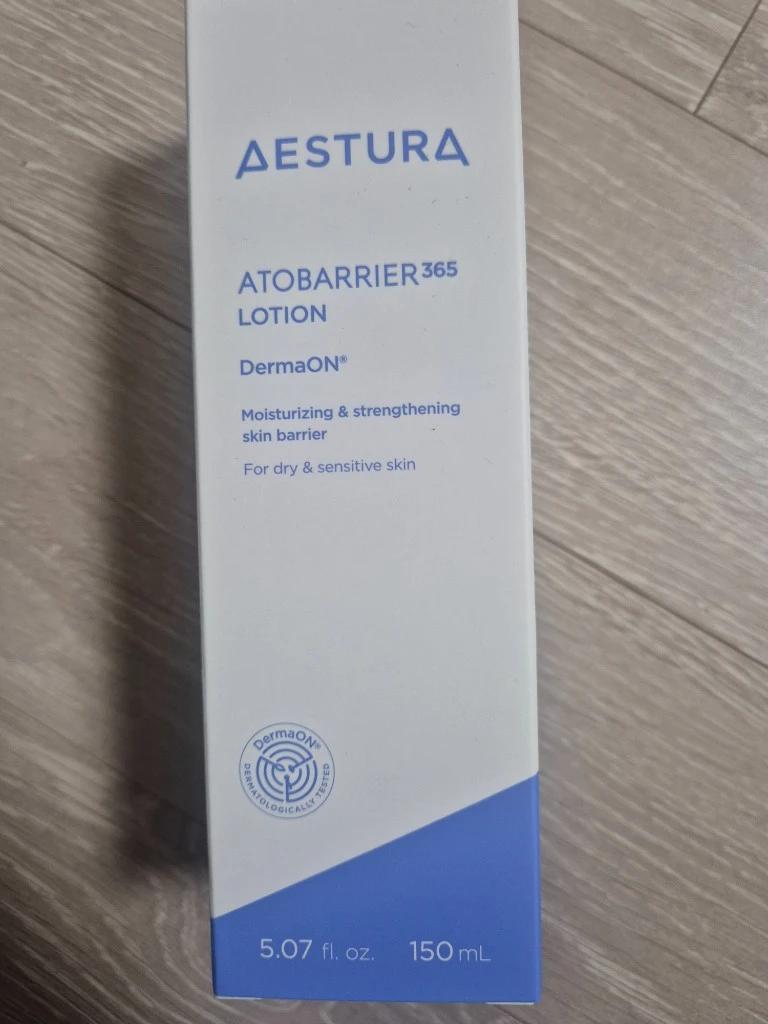 AESTURA
ATOBARRIER365
LOTION
DermaON®
Moisturizing & strengthening
skin barrier
For dry & sensitive skin
DermaON®
DERMATOLOGICALLY TESTED
5.07 fl. oz. 150 mL